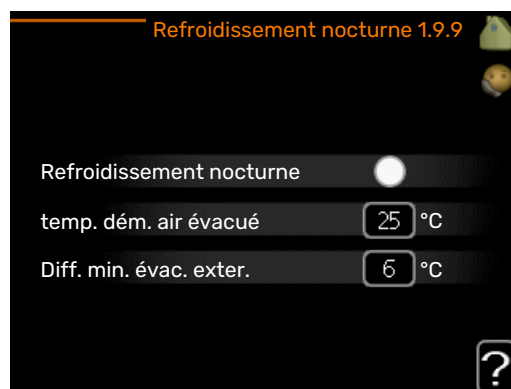 Refroidissement nocturne 1.9.9
Refroidissement nocturne
temp. dém. air évacué 25 °C
Diff. min. évac. exter. 6 °C
?